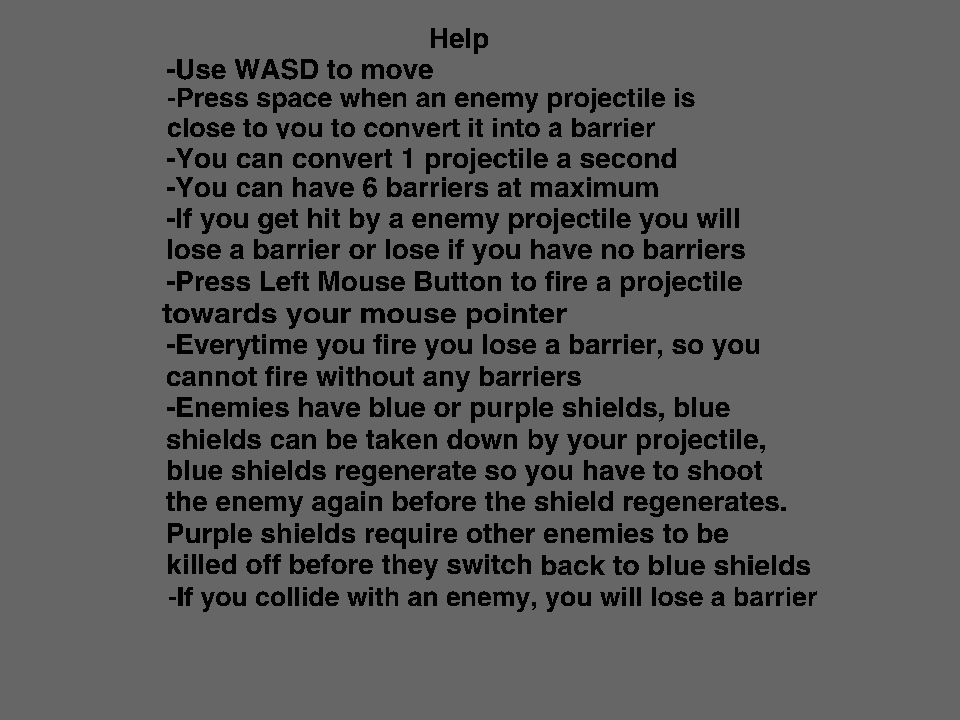 Help
-Use WASD to move
-Press space when an enemy projectile is
close to you to convert it into a barrier
-You can convert 1 projectile a second
-You can have 6 barriers at maximum
-If you get hit by a enemy projectile you will
lose a barrier or lose if you have no barriers
-Press Left Mouse Button to fire a projectile
towards your mouse pointer
-Everytime you fire you lose a barrier, so you
cannot fire without any barriers
-Enemies have blue or purple shields, blue
shields can be taken down by your projectile,
blue shields regenerate so you have to shoot
the enemy again before the shield regenerates.
Purple shields require other enemies to be
killed off before they switch back to blue shields
-If you collide with an enemy, you will lose a barrier